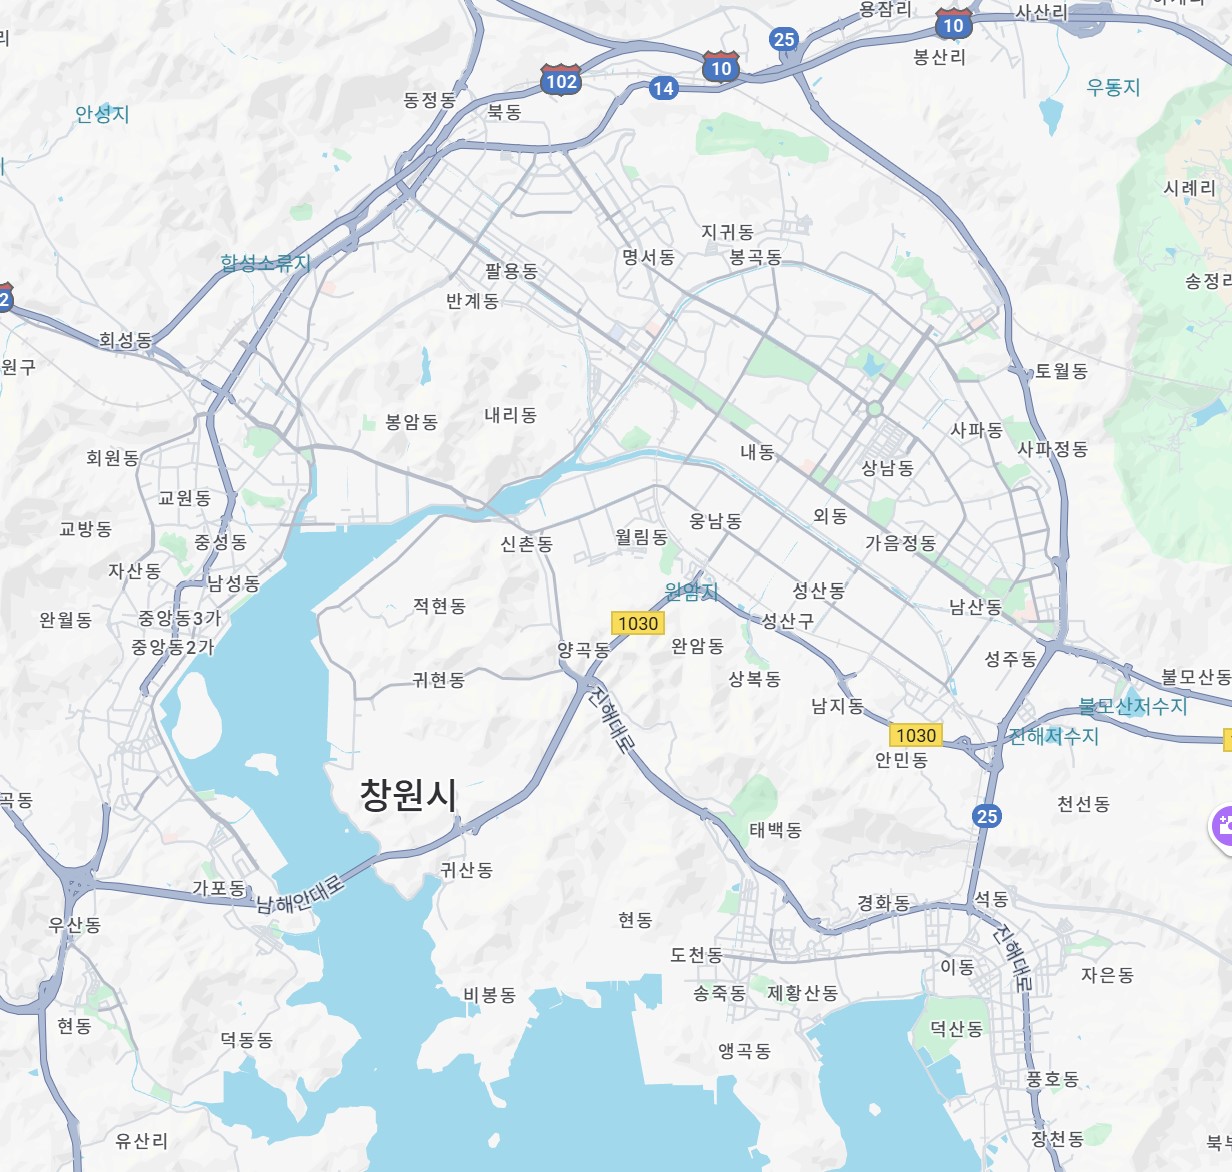 용잠리
사산리
10
25
봉산리
10
102
14
우동지
동정동
북동
안성지
시례리
지귀동
명서동
봉곡동
합성소류지
팔용동
송정리
반계동
2
회성동
원구
토월동
봉암동
내리동
사파동
회원동
내동
사파정동
상남동
교원동
웅남동
외동
교방동
중성동
신촌동
월림동
가음정동
자산동
남성동
원암지
성산동
적현동
남산동
완월동
중앙동3가
1030
성산구
중앙동2가
양곡동
완암동
성주동
귀현동
상복동
불모산동
남지동
불모산저수지
진해대로
1030
진해저수지
안민동
창원시
곡동
천선동
25
태백동
귀산동
가포동
남해안대로
경화동
석동
우산동
현동
진해대로
도천동
이동
자은동
비봉동
송죽동
제황산동
현동
덕산동
덕동동
앵곡동
풍호동
유산리
장천동
북부